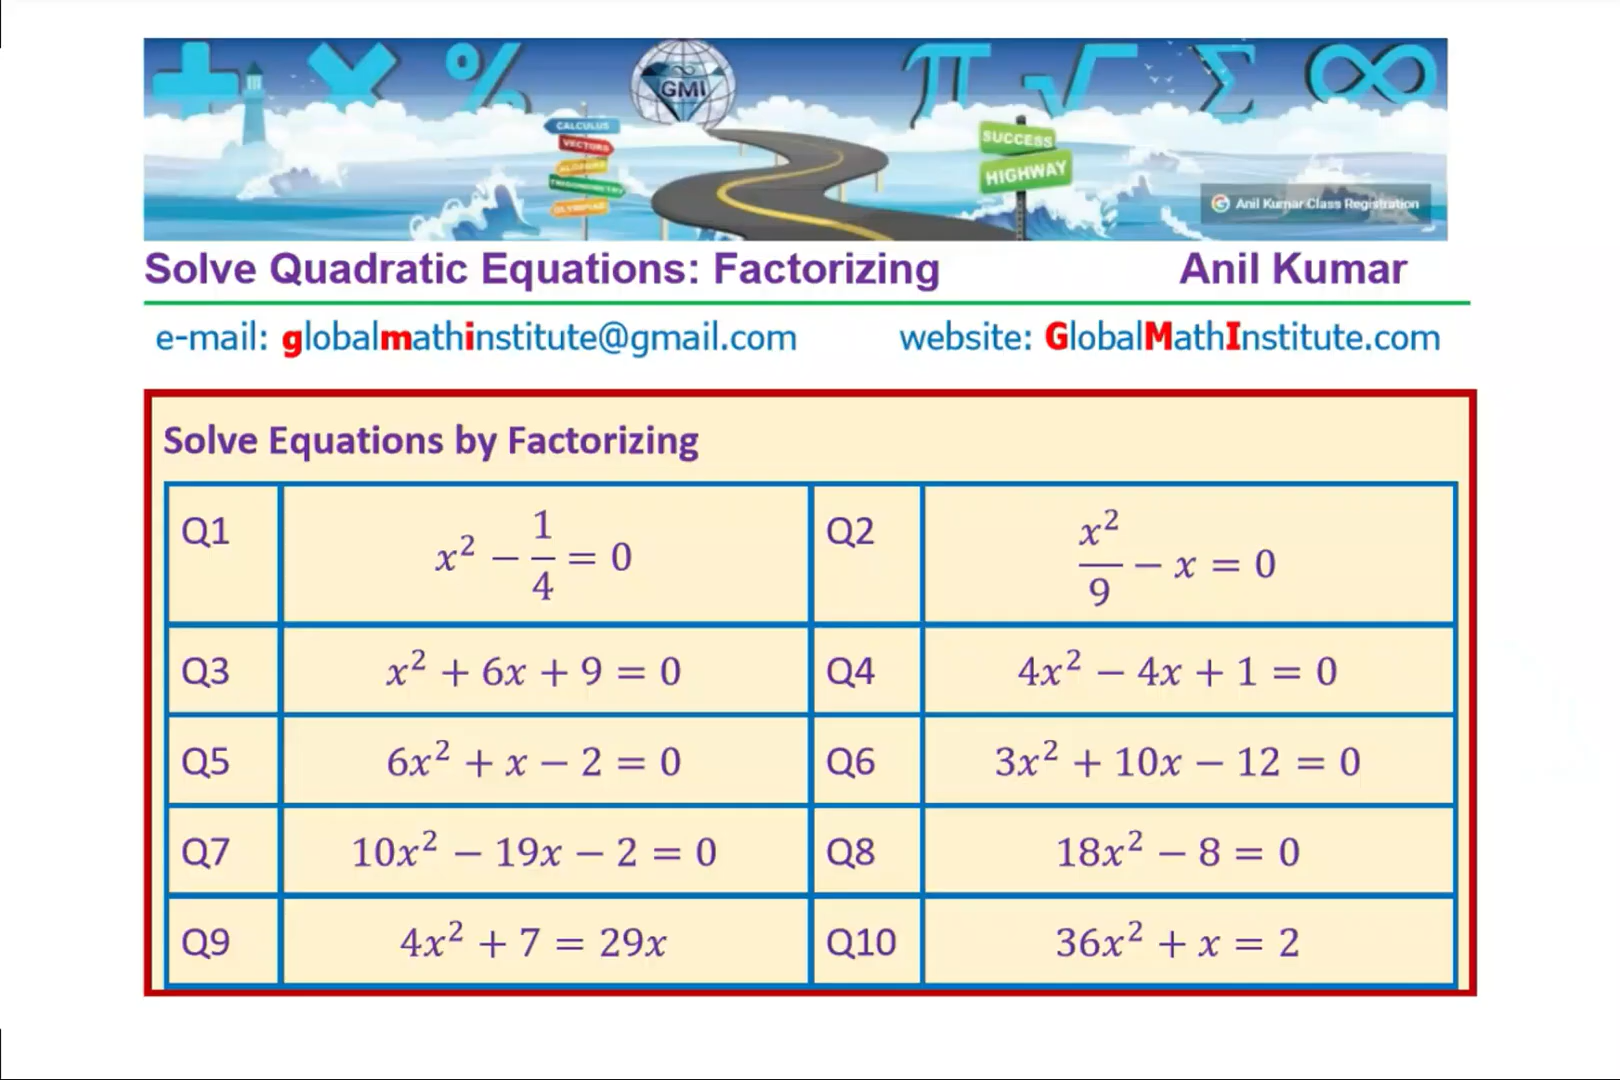 GMI
CALCULUS
VECTORS
ALGEBRA
TRIGONOMETRY
OLYMPIAD
SUCCESS
HIGHWAY
Anil Kumar Class Registration
Solve Quadratic Equations: Factorizing Anil Kumar
e-mail: globalmathinstitute@gmail.com website: GlobalMathInstitute.com
Solve Equations by Factorizing
Q1 x² − 1/4 = 0 Q2 x²/9 − x = 0
Q3 x² + 6x + 9 = 0 Q4 4x² − 4x + 1 = 0
Q5 6x² + x − 2 = 0 Q6 3x² + 10x − 12 = 0
Q7 10x² − 19x − 2 = 0 Q8 18x² − 8 = 0
Q9 4x² + 7 = 29x Q10 36x² + x = 2